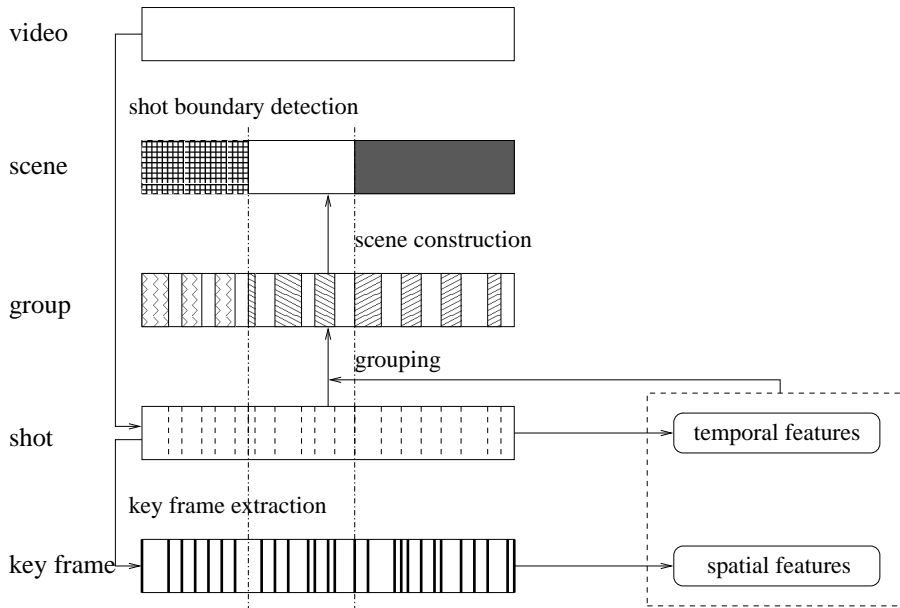 video
shot boundary detection
scene
scene construction
group
grouping
shot
temporal features
key frame extraction
key frame
spatial features